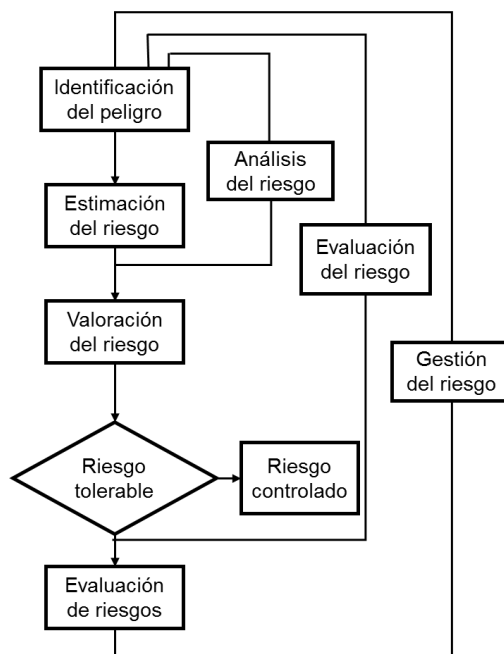 Identificación
del peligro
Análisis
del riesgo
Estimación
del riesgo
Evaluación
del riesgo
Valoración
del riesgo
Gestión
del riesgo
Riesgo
tolerable
Riesgo
controlado
Evaluación
de riesgos